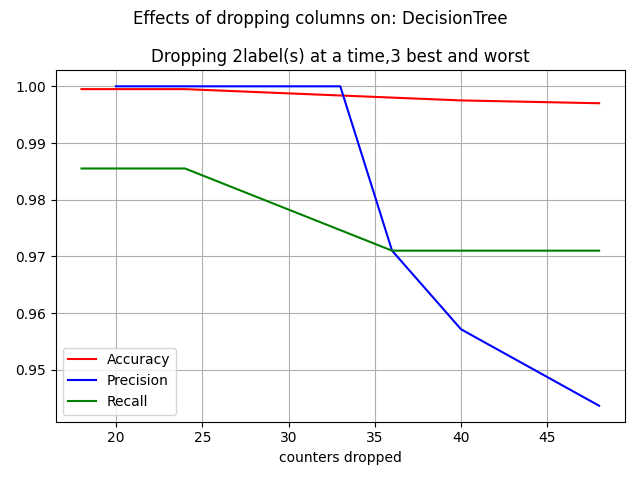 Effects of dropping columns on: DecisionTree
Dropping 2label(s) at a time,3 best and worst
1.00
0.99
0.98
0.97
0.96
0.95
Accuracy
Precision
Recall
20 25 30 35 40 45
counters dropped